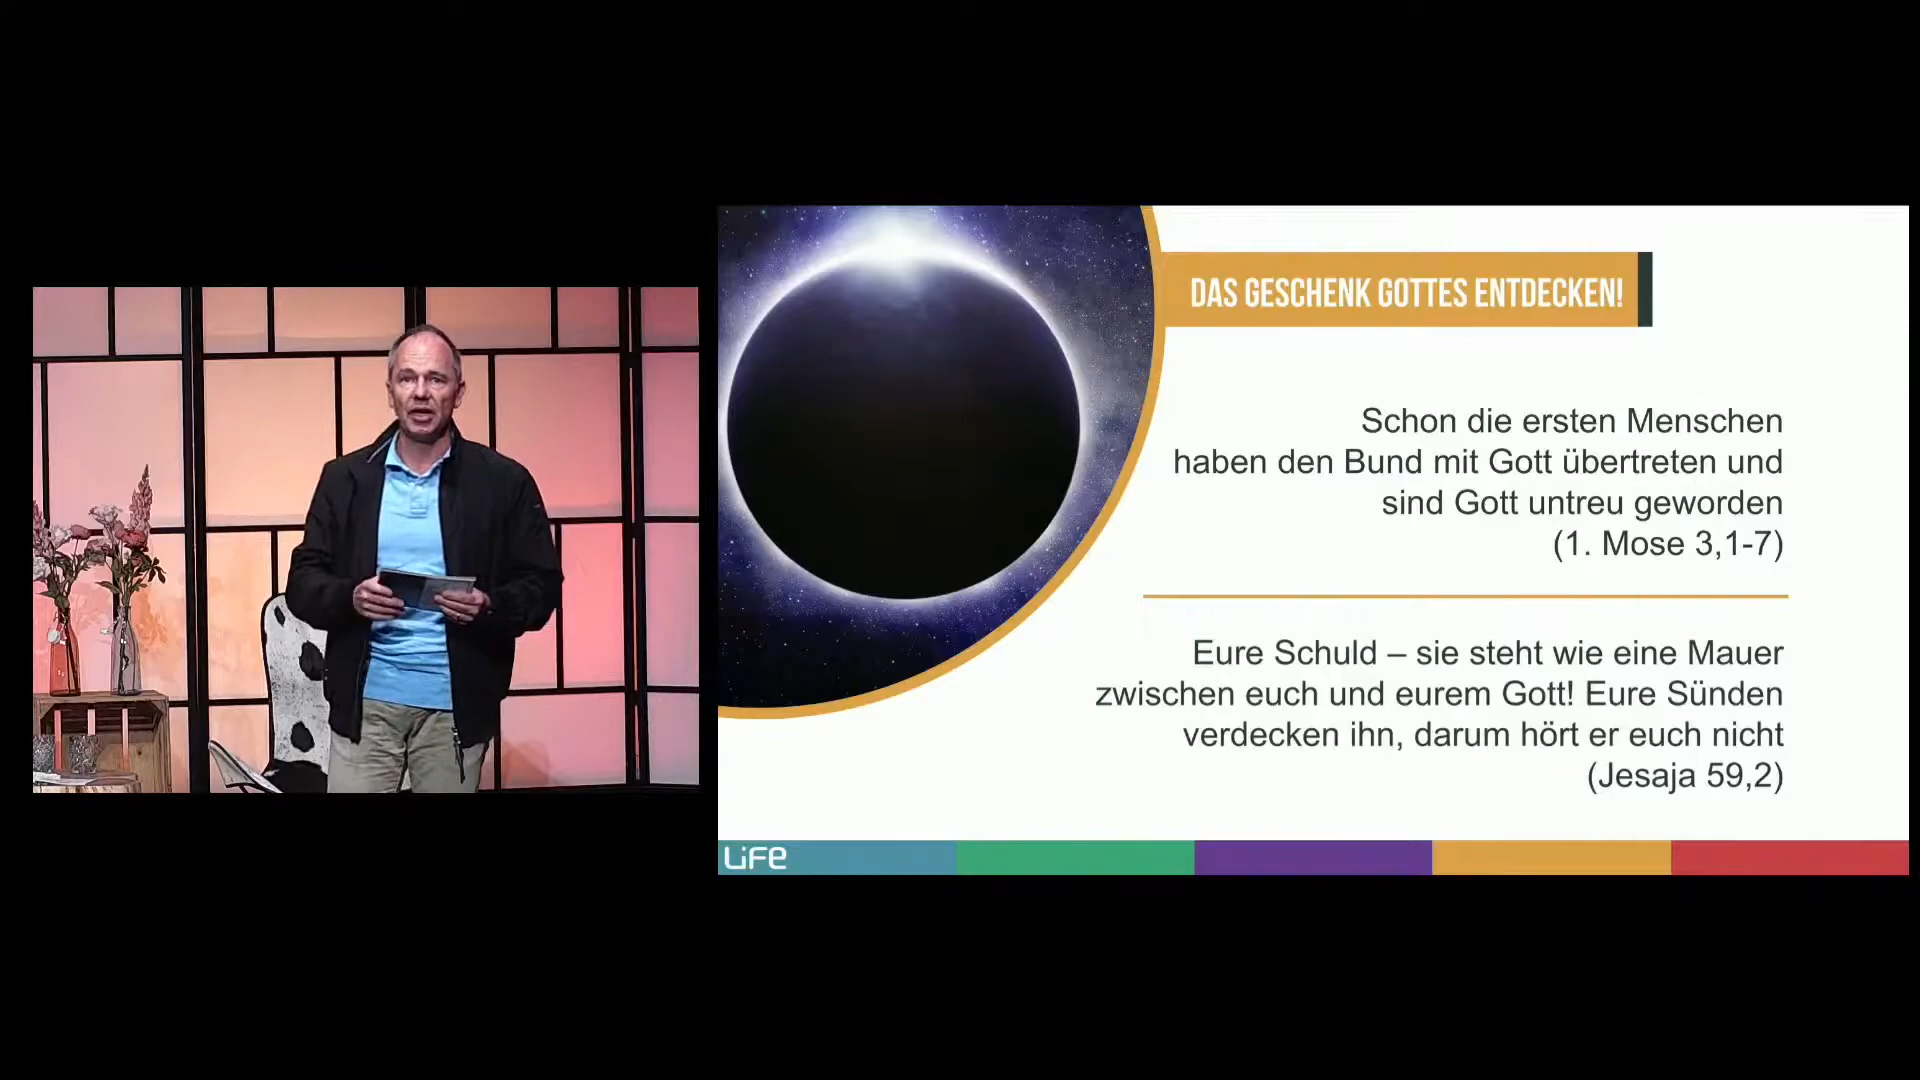 DAS GESCHENK GOTTES ENTDECKEN!
Schon die ersten Menschen
haben den Bund mit Gott übertreten und
sind Gott untreu geworden
(1. Mose 3,1-7)
Eure Schuld – sie steht wie eine Mauer
zwischen euch und eurem Gott! Eure Sünden
verdecken ihn, darum hört er euch nicht
(Jesaja 59,2)
LiFe